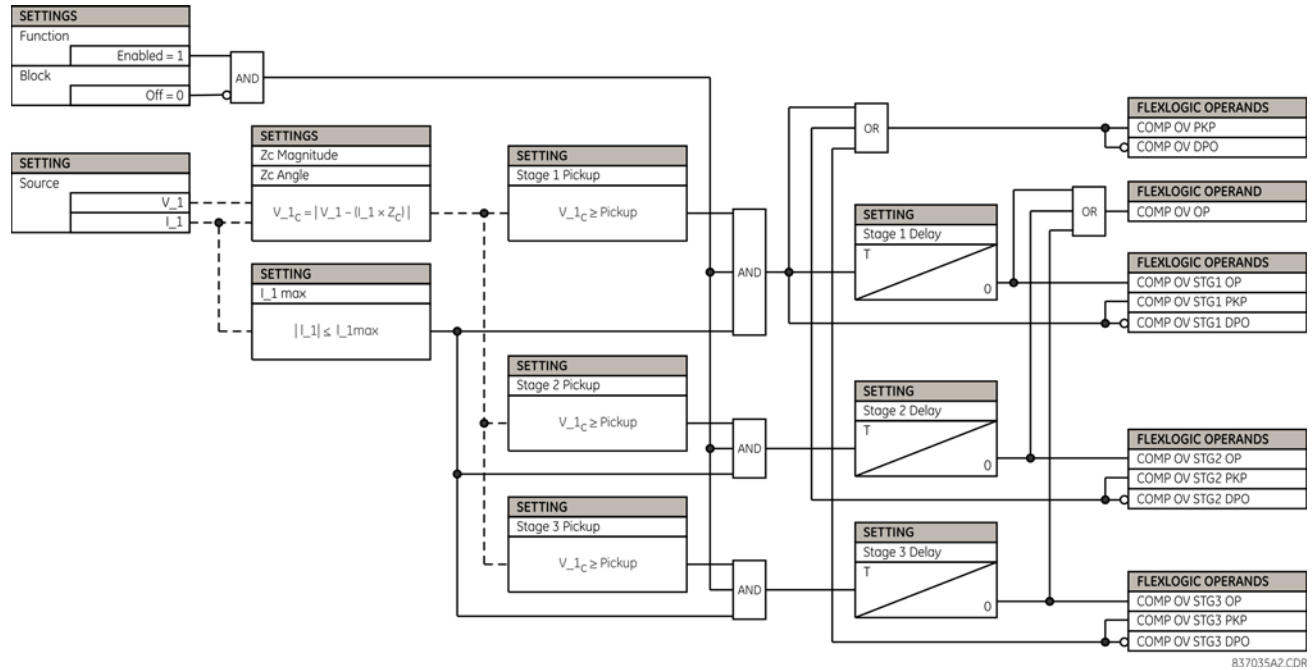 SETTINGS
Function
Enabled = 1
Block
Off = 0
AND
SETTING
Source
V_1
I_1
SETTINGS
Zc Magnitude
Zc Angle
V_1C = | V_1 – (I_1 × ZC) |
SETTING
I_1 max
| I_1| ≤ I_1max
SETTING
Stage 1 Pickup
V_1C ≥ Pickup
SETTING
Stage 2 Pickup
V_1C ≥ Pickup
SETTING
Stage 3 Pickup
V_1C ≥ Pickup
AND
AND
AND
OR
SETTING
Stage 1 Delay
T
0
SETTING
Stage 2 Delay
T
0
SETTING
Stage 3 Delay
T
0
OR
FLEXLOGIC OPERANDS
COMP OV PKP
COMP OV DPO
FLEXLOGIC OPERAND
COMP OV OP
FLEXLOGIC OPERANDS
COMP OV STG1 OP
COMP OV STG1 PKP
COMP OV STG1 DPO
FLEXLOGIC OPERANDS
COMP OV STG2 OP
COMP OV STG2 PKP
COMP OV STG2 DPO
FLEXLOGIC OPERANDS
COMP OV STG3 OP
COMP OV STG3 PKP
COMP OV STG3 DPO
837035A2.CDR